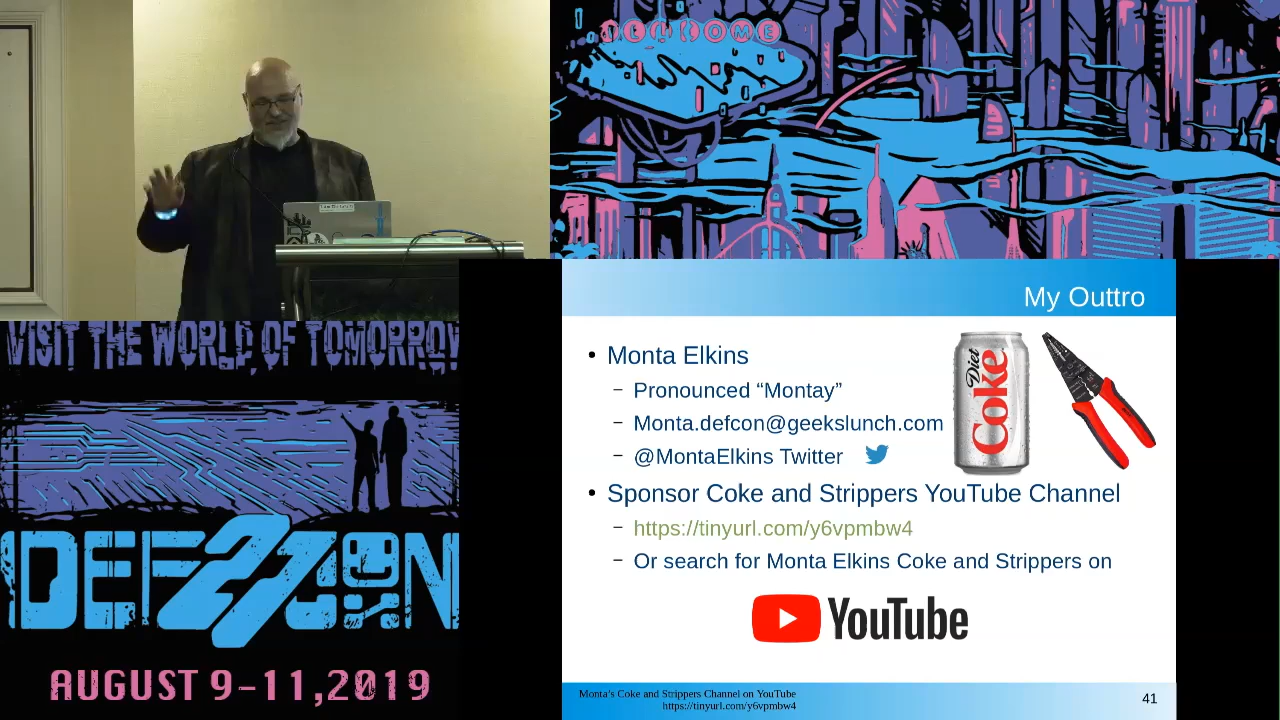 WELCOME
My Outtro
Monta Elkins
Pronounced “Montay”
Monta.defcon@geekslunch.com
@MontaElkins Twitter
Diet Coke
Sponsor Coke and Strippers YouTube Channel
https://tinyurl.com/y6vpmbw4
Or search for Monta Elkins Coke and Strippers on
YouTube
Monta's Coke and Strippers Channel on YouTube
https://tinyurl.com/y6vpmbw4
41
VISIT THE WORLD OF TOMORROW
DEF27CON
AUGUST 9-11,2019